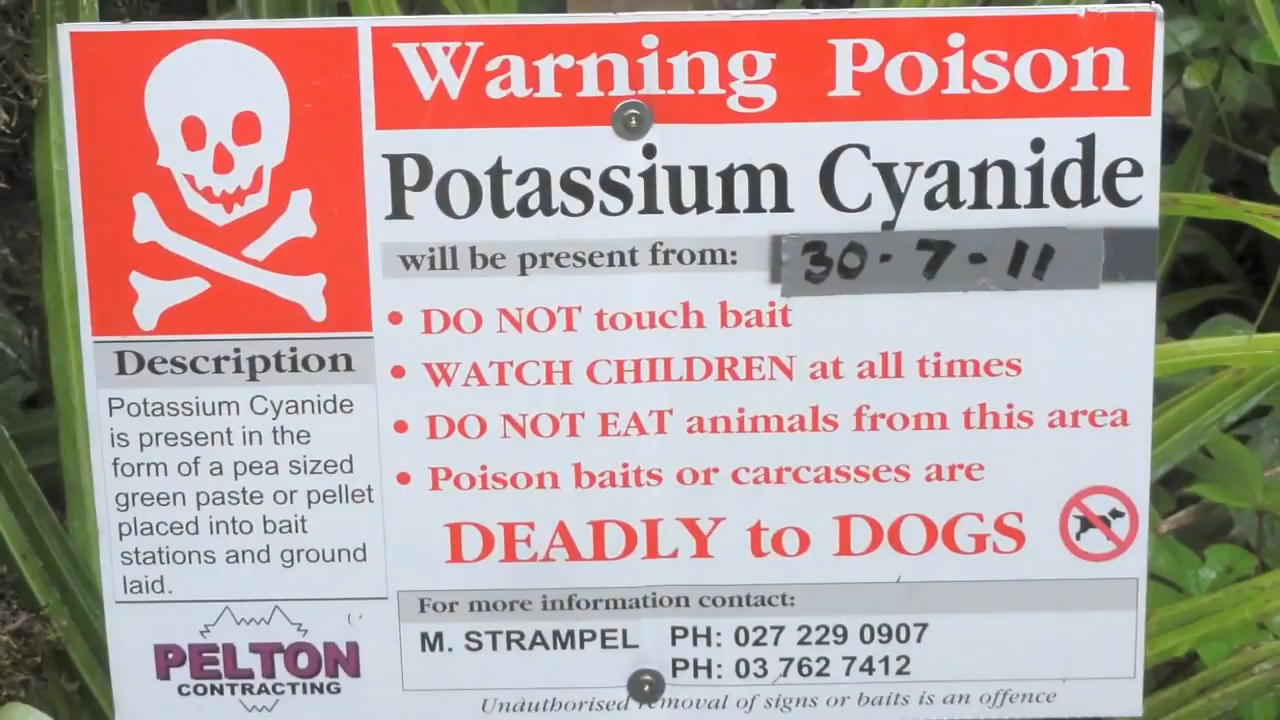 Warning Poison
Potassium Cyanide
will be present from: 30-7-11
• DO NOT touch bait
• WATCH CHILDREN at all times
• DO NOT EAT animals from this area
• Poison baits or carcasses are
DEADLY to DOGS
Description
Potassium Cyanide
is present in the
form of a pea sized
green paste or pellet
placed into bait
stations and ground
laid.
PELTON
CONTRACTING
For more information contact:
M. STRAMPEL PH: 027 229 0907
PH: 03 762 7412
Unauthorised removal of signs or baits is an offence